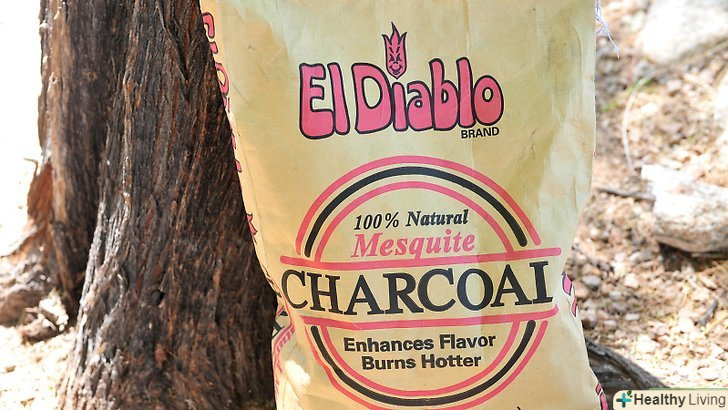 El Diablo
BRAND
100% Natural
Mesquite
CHARCOAL
Enhances Flavor
Burns Hotter
Healthy Living